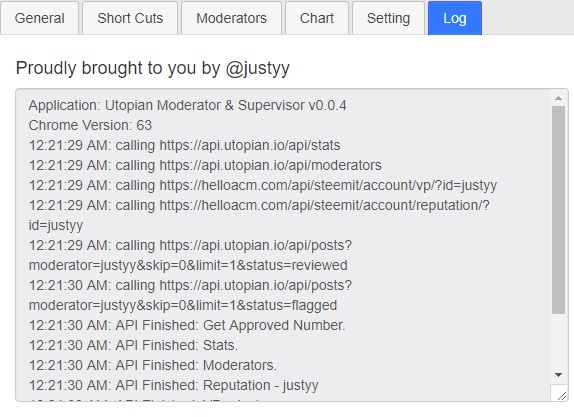 General Short Cuts Moderators Chart Setting Log
Proudly brought to you by @justyy
Application: Utopian Moderator & Supervisor v0.0.4
Chrome Version: 63
12:21:29 AM: calling https://api.utopian.io/api/stats
12:21:29 AM: calling https://api.utopian.io/api/moderators
12:21:29 AM: calling https://helloacm.com/api/steemit/account/vp/?id=justyy
12:21:29 AM: calling https://helloacm.com/api/steemit/account/reputation/?
id=justyy
12:21:29 AM: calling https://api.utopian.io/api/posts?
moderator=justyy&skip=0&limit=1&status=reviewed
12:21:30 AM: calling https://api.utopian.io/api/posts?
moderator=justyy&skip=0&limit=1&status=flagged
12:21:30 AM: API Finished: Get Approved Number.
12:21:30 AM: API Finished: Stats.
12:21:30 AM: API Finished: Moderators.
12:21:30 AM: API Finished: Reputation - justyy